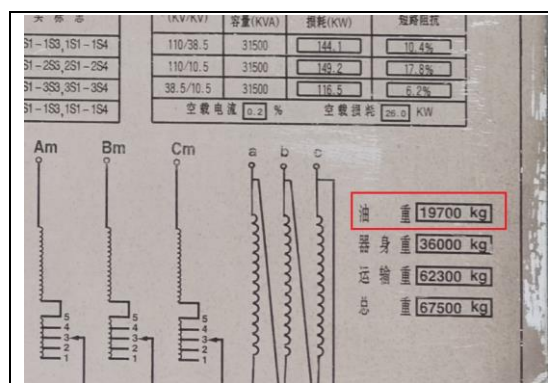 头 标 志
(KV/KV) 容量(KVA) 损耗(KW) 短路阻抗
S1-1S3,1S1-1S4 110/38.5 31500 144.1 10.4%
S1-2S3,2S1-2S4 110/10.5 31500 149.2 17.8%
S1-3S3,3S1-3S4 38.5/10.5 31500 116.5 6.2%
S1-1S3,1S1-1S4 空载电流 0.2 % 空载损耗 26.0 KW
Am Bm Cm a b c
油 重 19700 kg
器 身 重 36000 kg
运 输 重 62300 kg
总 重 67500 kg
5 5 5
4 4 4
3 3 3
2 2 2
1 1 1